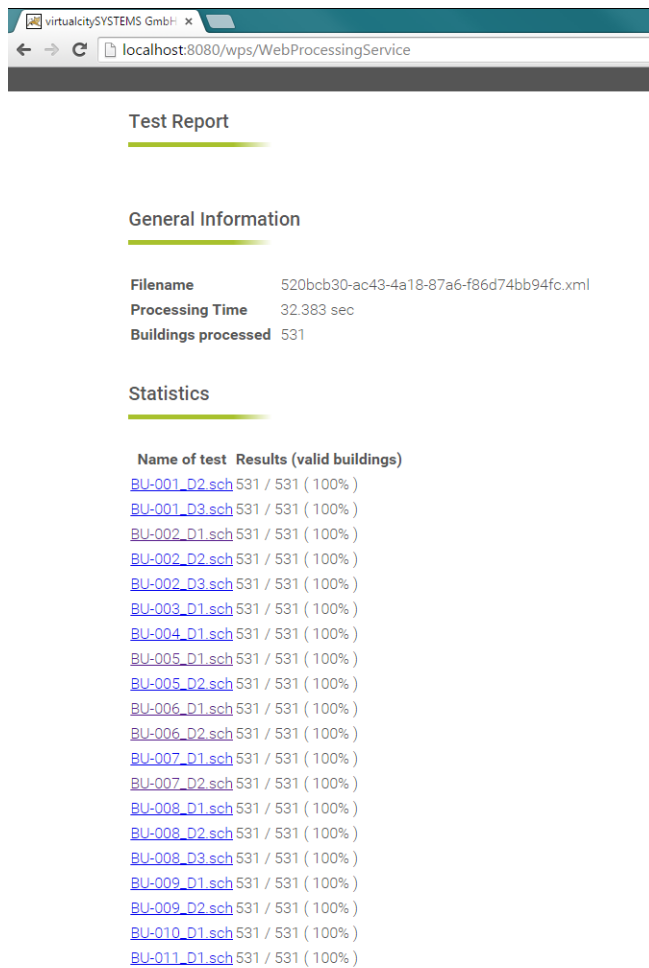 virtualcitySYSTEMS GmbH
localhost:8080/wps/WebProcessingService
Test Report
General Information
Filename 520bcb30-ac43-4a18-87a6-f86d74bb94fc.xml
Processing Time 32.383 sec
Buildings processed 531
Statistics
Name of test Results (valid buildings)
BU-001_D2.sch 531 / 531 ( 100% )
BU-001_D3.sch 531 / 531 ( 100% )
BU-002_D1.sch 531 / 531 ( 100% )
BU-002_D2.sch 531 / 531 ( 100% )
BU-002_D3.sch 531 / 531 ( 100% )
BU-003_D1.sch 531 / 531 ( 100% )
BU-004_D1.sch 531 / 531 ( 100% )
BU-005_D1.sch 531 / 531 ( 100% )
BU-005_D2.sch 531 / 531 ( 100% )
BU-006_D1.sch 531 / 531 ( 100% )
BU-006_D2.sch 531 / 531 ( 100% )
BU-007_D1.sch 531 / 531 ( 100% )
BU-007_D2.sch 531 / 531 ( 100% )
BU-008_D1.sch 531 / 531 ( 100% )
BU-008_D2.sch 531 / 531 ( 100% )
BU-008_D3.sch 531 / 531 ( 100% )
BU-009_D1.sch 531 / 531 ( 100% )
BU-009_D2.sch 531 / 531 ( 100% )
BU-010_D1.sch 531 / 531 ( 100% )
BU-011_D1.sch 531 / 531 ( 100% )